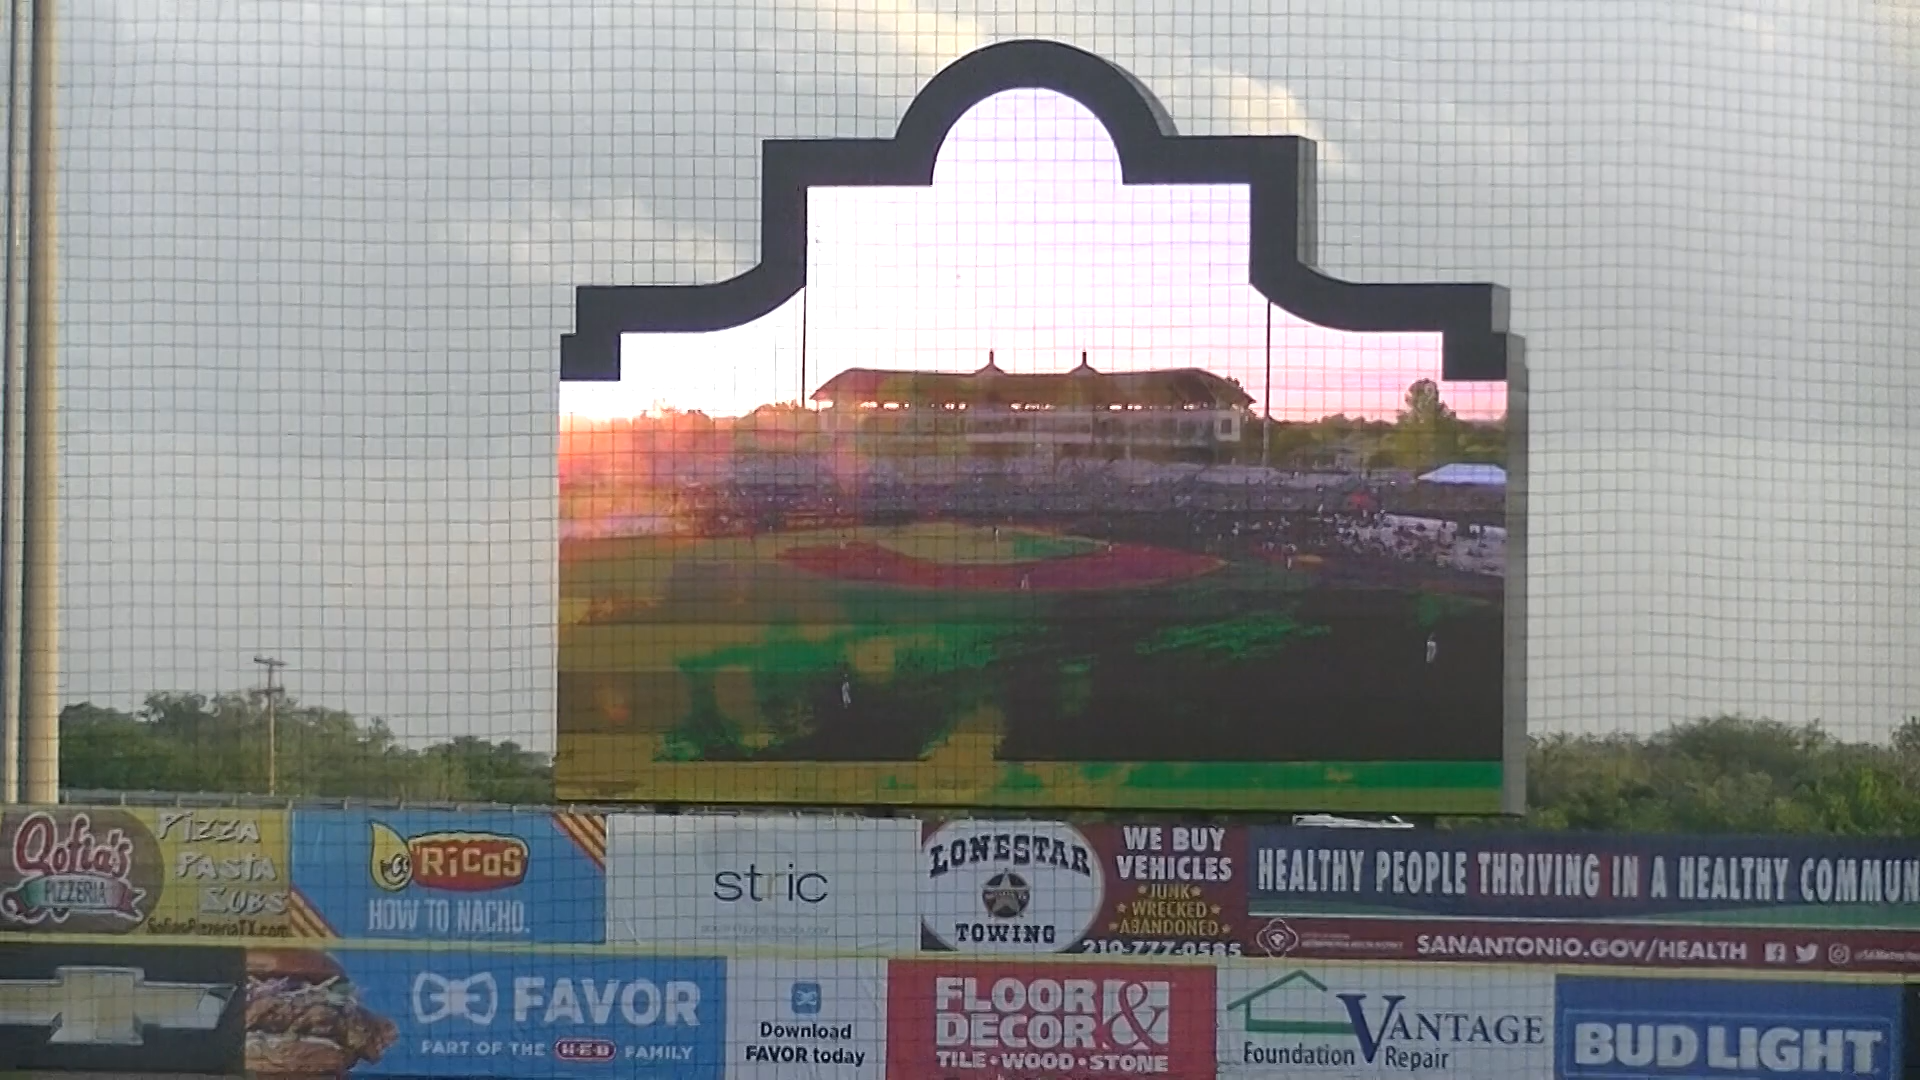 Qofia's
PIZZERIA
PIZZA
PASTA
SUBS
SofiasPizzeriaTX.com
RICOS
HOW TO NACHO.
stric
LONESTAR
TOWING
WE BUY
VEHICLES
JUNK
WRECKED
ABANDONED
210-777-0585
HEALTHY PEOPLE THRIVING IN A HEALTHY COMMUN
SANANTONIO.GOV/HEALTH
FAVOR
PART OF THE H-E-B FAMILY
Download
FAVOR today
FLOOR &
DECOR
TILE • WOOD • STONE
VANTAGE
Foundation Repair
BUD LIGHT